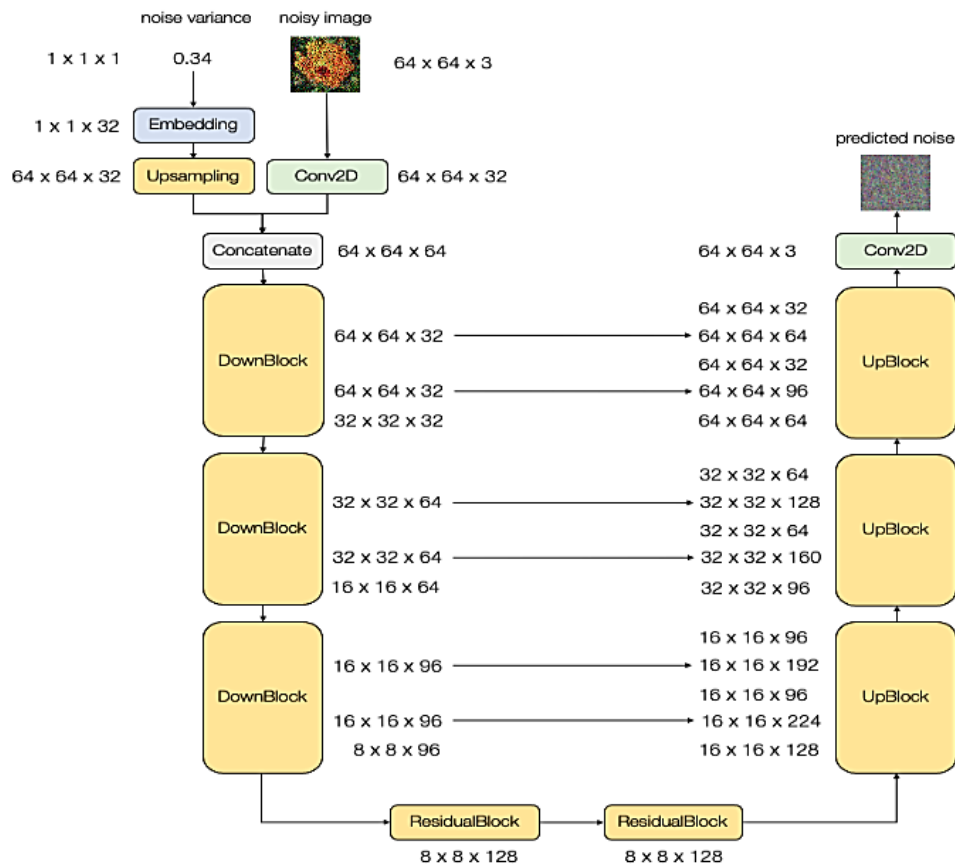 noise variance
noisy image
1 x 1 x 1
0.34
64 x 64 x 3
1 x 1 x 32
Embedding
64 x 64 x 32
Upsampling
Conv2D
64 x 64 x 32
Concatenate
64 x 64 x 64
DownBlock
64 x 64 x 32
64 x 64 x 32
32 x 32 x 32
DownBlock
32 x 32 x 64
32 x 32 x 64
16 x 16 x 64
DownBlock
16 x 16 x 96
16 x 16 x 96
8 x 8 x 96
ResidualBlock
8 x 8 x 128
ResidualBlock
8 x 8 x 128
predicted noise
64 x 64 x 3
Conv2D
64 x 64 x 32
64 x 64 x 64
64 x 64 x 32
64 x 64 x 96
64 x 64 x 64
UpBlock
32 x 32 x 64
32 x 32 x 128
32 x 32 x 64
32 x 32 x 160
32 x 32 x 96
UpBlock
16 x 16 x 96
16 x 16 x 192
16 x 16 x 96
16 x 16 x 224
16 x 16 x 128
UpBlock